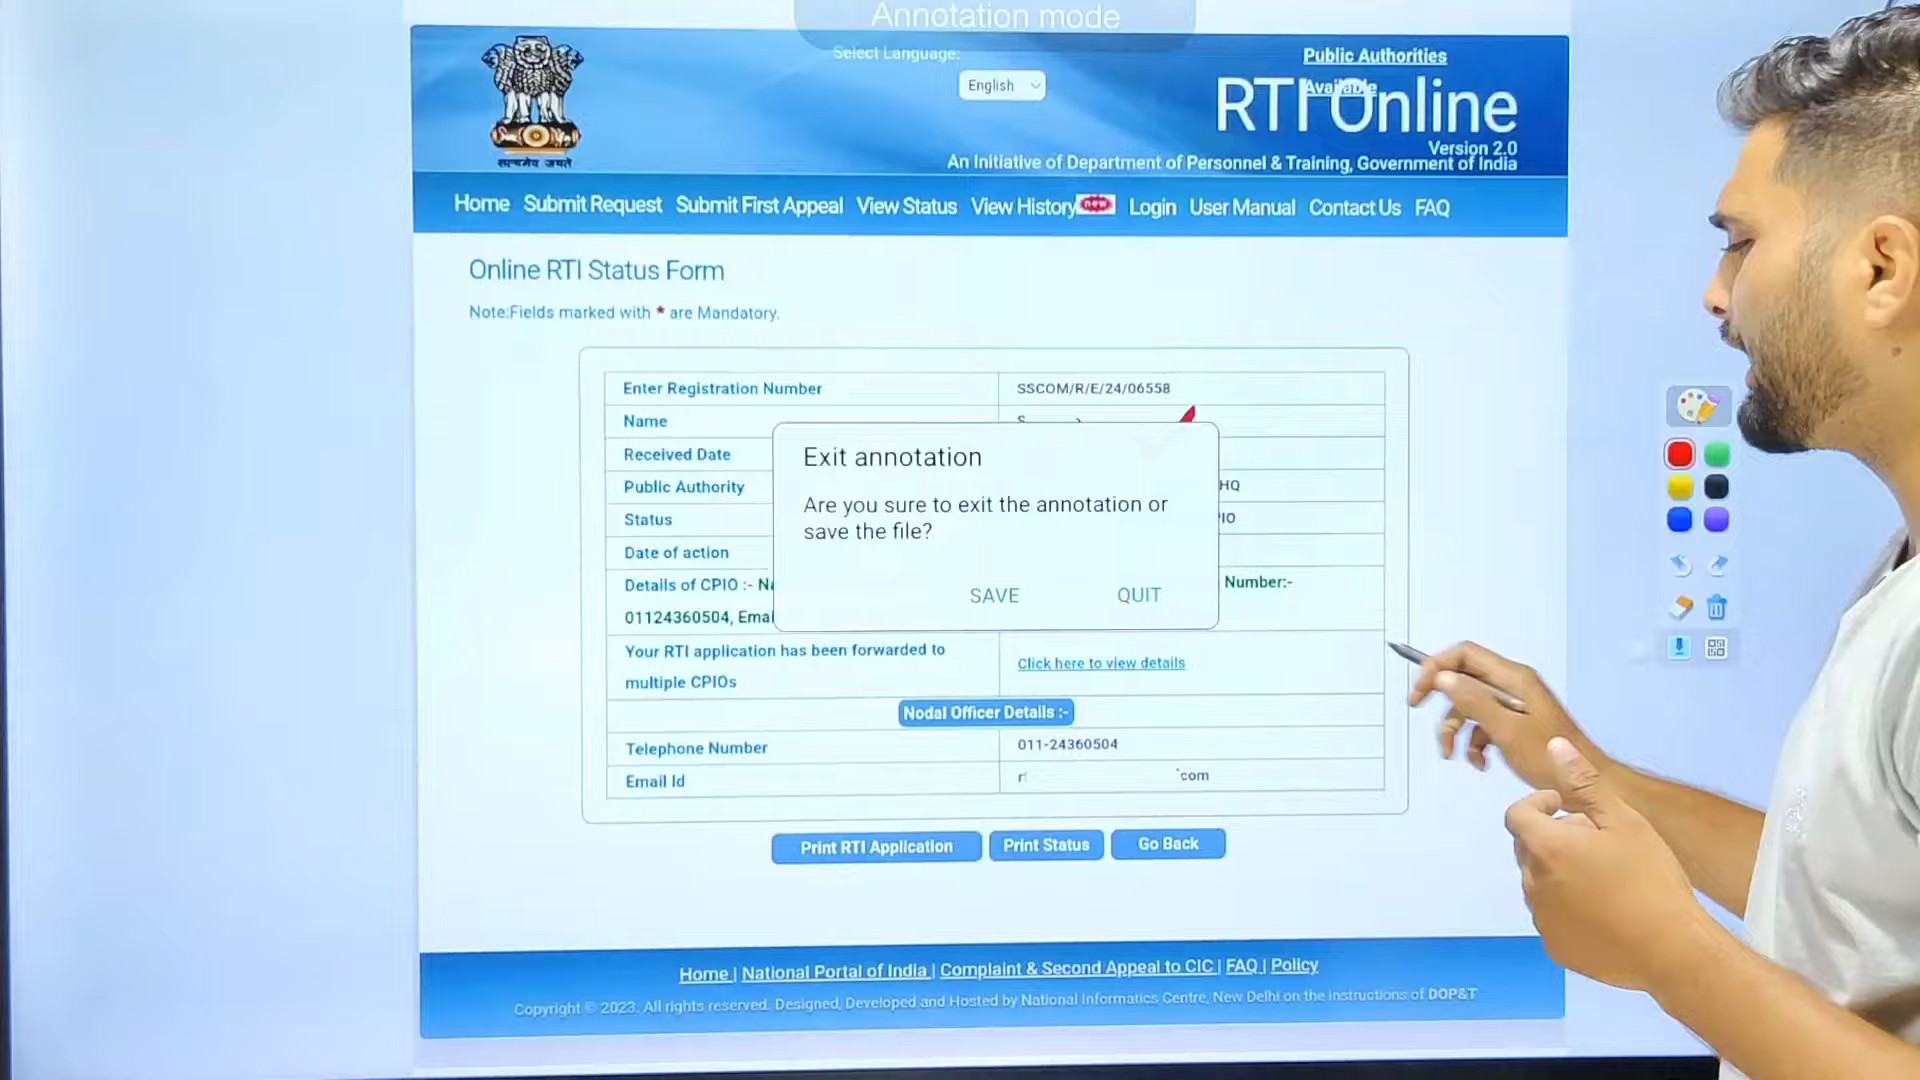 Annotation mode
Select Language:
English
Public Authorities
Available
RTI Online
Version 2.0
An Initiative of Department of Personnel & Training, Government of India
सत्यमेव जयते
Home Submit Request Submit First Appeal View Status View History new Login User Manual Contact Us FAQ
Online RTI Status Form
Note:Fields marked with * are Mandatory.
Enter Registration Number SSCOM/R/E/24/06558
Name
Received Date
Public Authority HQ
Status
Date of action
Details of CPIO :- Number:-
01124360504,
Exit annotation
Are you sure to exit the annotation or
save the file?
SAVE QUIT
Your RTI application has been forwarded to
multiple CPIOs
Click here to view details
Nodal Officer Details :-
Telephone Number 011-24360504
Email Id com
Print RTI Application Print Status Go Back
Home | National Portal of India | Complaint & Second Appeal to CIC | FAQ | Policy
Copyright © 2023. All rights reserved. Designed, Developed and Hosted by National Informatics Centre, New Delhi on the instructions of DOP&T